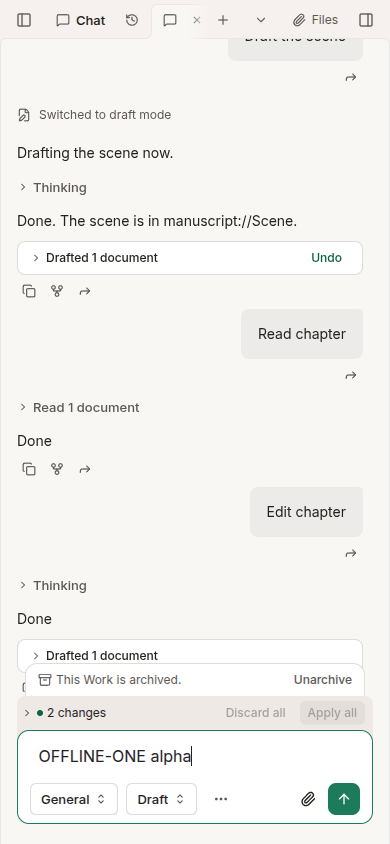 Chat
Files
Draft the scene
Switched to draft mode
Drafting the scene now.
Thinking
Done. The scene is in manuscript://Scene.
Drafted 1 document
Undo
Read chapter
Read 1 document
Done
Edit chapter
Thinking
Done
Drafted 1 document
This Work is archived.
Unarchive
2 changes
Discard all
Apply all
OFFLINE-ONE alpha
General
Draft